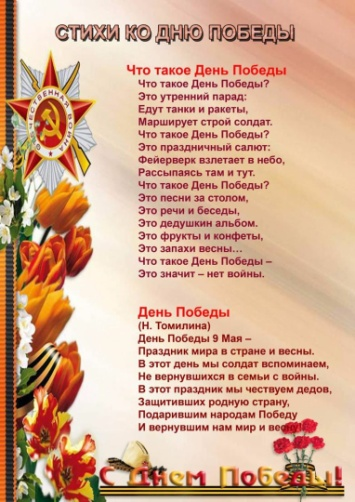 СТИХИ КО ДНЮ ПОБЕДЫ
Что такое День Победы
Что такое День Победы?
Это утренний парад:
Едут танки и ракеты,
Марширует строй солдат.
Что такое День Победы?
Это праздничный салют:
Фейерверк взлетает в небо,
Рассыпаясь там и тут.
Что такое День Победы?
Это песни за столом,
Это речи и беседы,
Это дедушкин альбом.
Это фрукты и конфеты,
Это запахи весны…
Что такое День Победы –
Это значит – нет войны.
День Победы
(Н. Томилина)
День Победы 9 Мая –
Праздник мира в стране и весны.
В этот день мы солдат вспоминаем,
Не вернувшихся в семьи с войны.
В этот праздник мы чествуем дедов,
Защитивших родную страну,
Подарившим народам Победу
И вернувшим нам мир и весну!
С Днем Победы!
ОТЕЧЕСТВЕННАЯ ВОЙНА